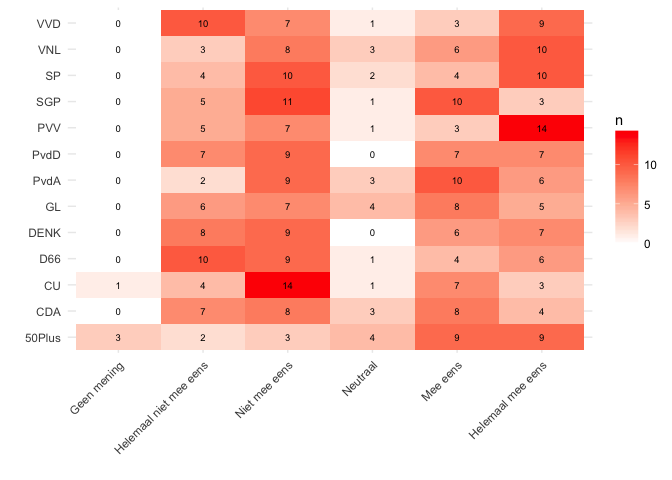 VVD 0 10 7 1 3 9
VNL 0 3 8 3 6 10
SP 0 4 10 2 4 10
SGP 0 5 11 1 10 3
n
PVV 0 5 7 1 3 14
PvdD 0 7 9 0 7 7
10
PvdA 0 2 9 3 10 6
5
GL 0 6 7 4 8 5
DENK 0 8 9 0 6 7
0
D66 0 10 9 1 4 6
CU 1 4 14 1 7 3
CDA 0 7 8 3 8 4
50Plus 3 2 3 4 9 9
Geen mening
Helemaal niet mee eens
Niet mee eens
Neutraal
Mee eens
Helemaal mee eens